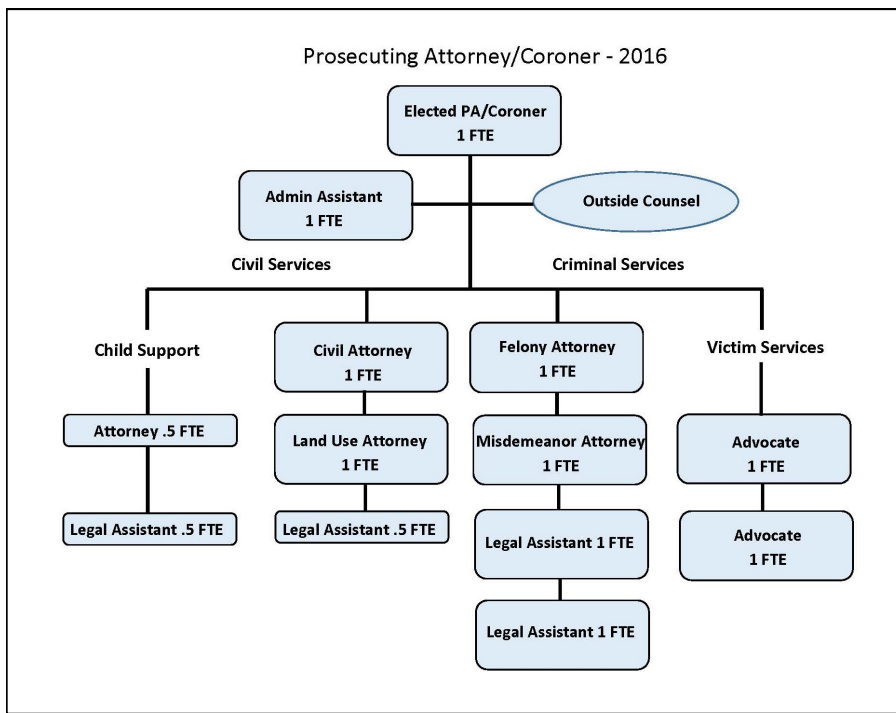 Prosecuting Attorney/Coroner - 2016
Elected PA/Coroner
1 FTE
Admin Assistant
1 FTE
Outside Counsel
Civil Services
Criminal Services
Child Support
Attorney .5 FTE
Legal Assistant .5 FTE
Civil Attorney
1 FTE
Land Use Attorney
1 FTE
Legal Assistant .5 FTE
Felony Attorney
1 FTE
Misdemeanor Attorney
1 FTE
Legal Assistant 1 FTE
Legal Assistant 1 FTE
Victim Services
Advocate
1 FTE
Advocate
1 FTE